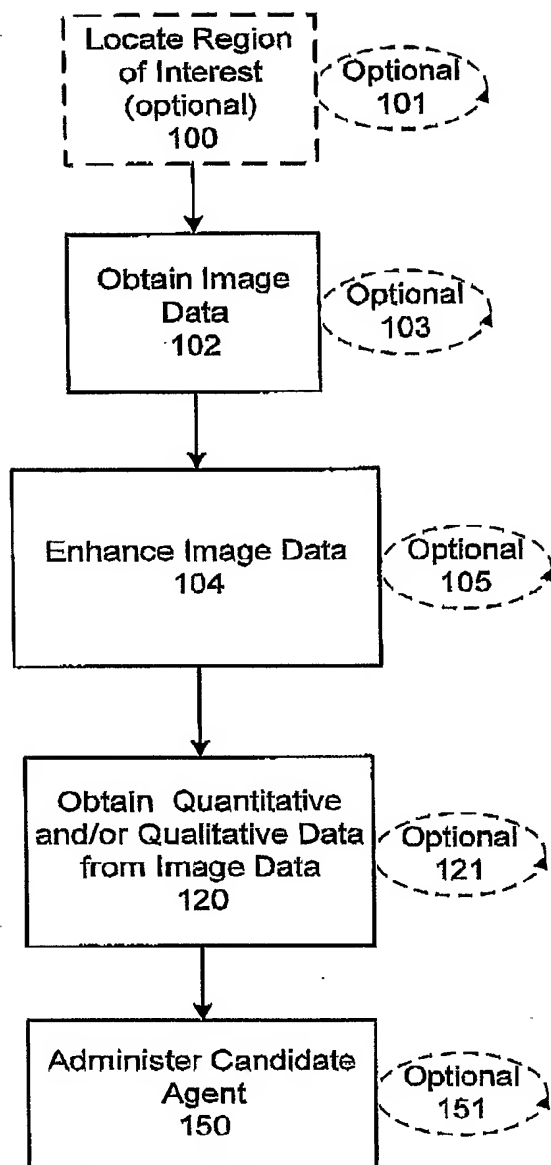 Locate Region
of Interest
(optional)
100
Optional
101
Obtain Image
Data
102
Optional
103
Enhance Image Data
104
Optional
105
Obtain Quantitative
and/or Qualitative Data
from Image Data
120
Optional
121
Administer Candidate
Agent
150
Optional
151